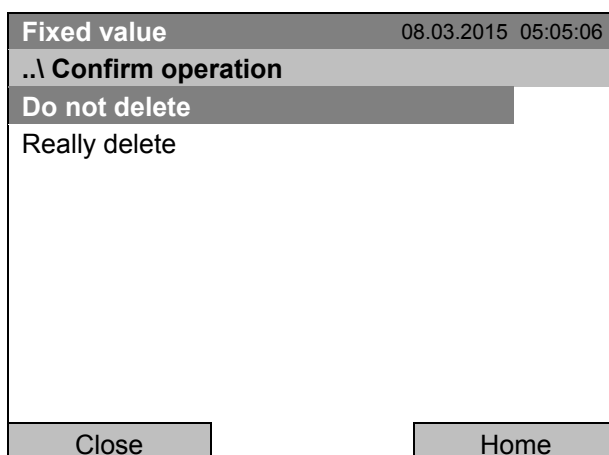 Fixed value 08.03.2015 05:05:06
..\ Confirm operation
Do not delete
Really delete
Close Home